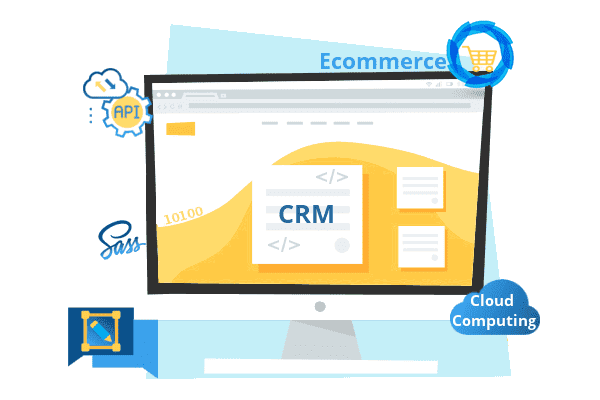 Ecommerce
API
</>
10100
CRM
Sass
</>
Cloud
Computing